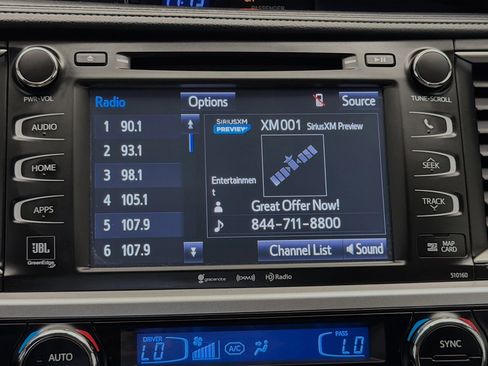 PASSENGER
PWR·VOL
TUNE·SCROLL
Radio Options Source
1 90.1
2 93.1
3 98.1
4 105.1
5 107.9
6 107.9
SIRIUSXM PREVIEW XM001 SiriusXM Preview
Entertainmen
t
Great Offer Now!
844-711-8800
Channel List Sound
AUDIO
HOME
APPS
SEEK
TRACK
JBL
GreenEdge
MAP CARD
510160
gracenote (XM) HD Radio
DRIVER LO A/C PASS LO
AUTO
SYNC